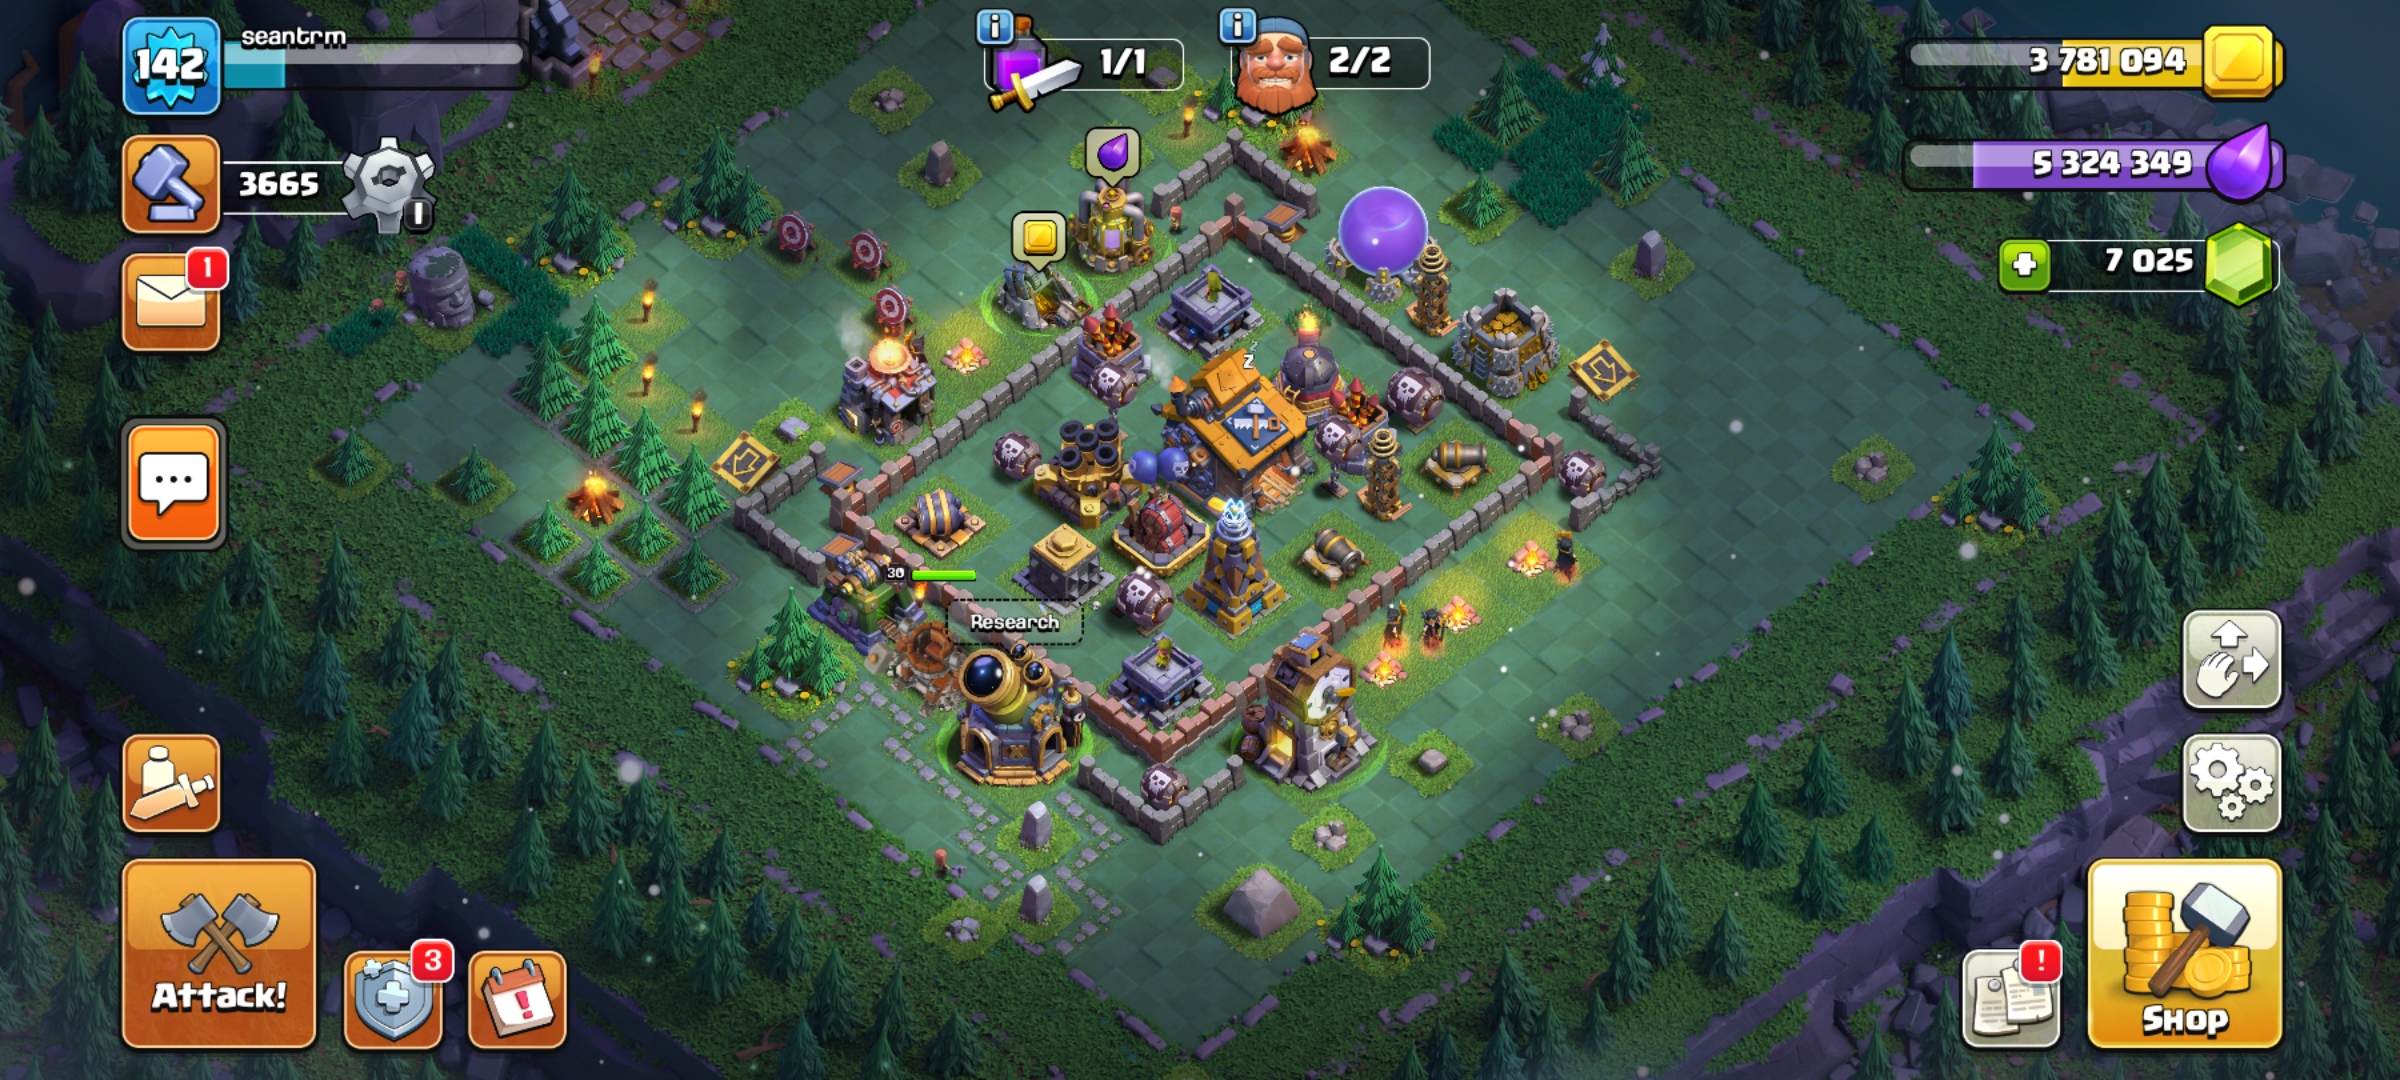 142
seantrm
i
1/1
i
2/2
3 781 094
3665
I
5 324 349
1
+
7 025
z
z
30
Research
Attack!
3
!
!
Shop